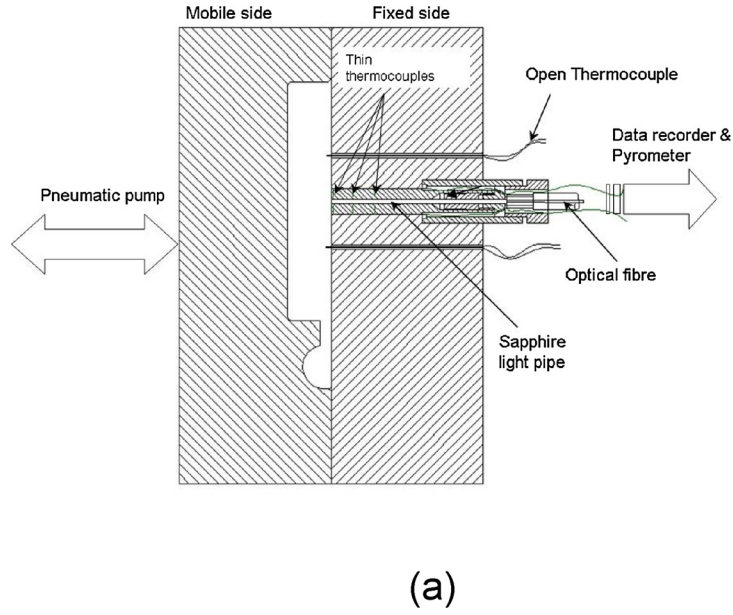 Mobile side
Fixed side
Thin
thermocouples
Open Thermocouple
Data recorder &
Pyrometer
Pneumatic pump
Optical fibre
Sapphire
light pipe
(a)